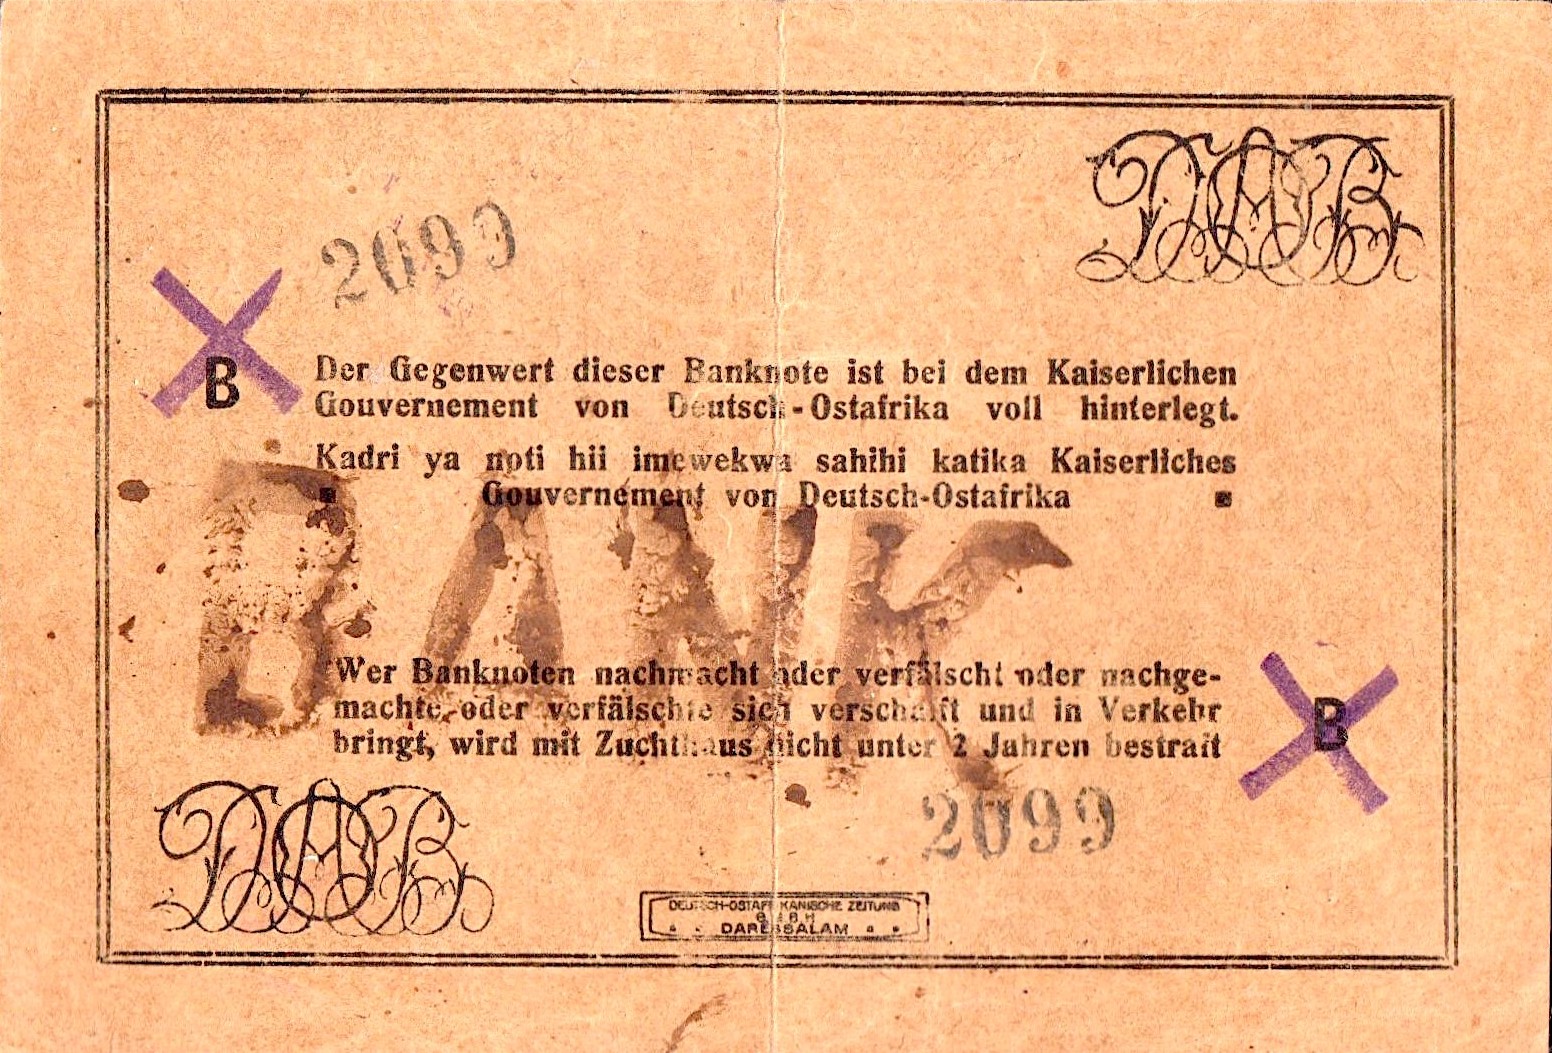 DOAB
2099
B
Der Gegenwert dieser Banknote ist bei dem Kaiserlichen
Gouvernement von Deutsch-Ostafrika voll hinterlegt.
Kadri ya noti hii imewekwa sahihi katika Kaiserliches
Gouvernement von Deutsch-Ostafrika
BANK
Wer Banknoten nachmacht oder verfälscht oder nachge-
machte oder verfälschte sich verschafft und in Verkehr
bringt, wird mit Zuchthaus nicht unter 2 Jahren bestraft
B
2099
DOAB
DEUTSCH-OSTAFRIKANISCHE ZEITUNG
G M B H
DARESSALAM